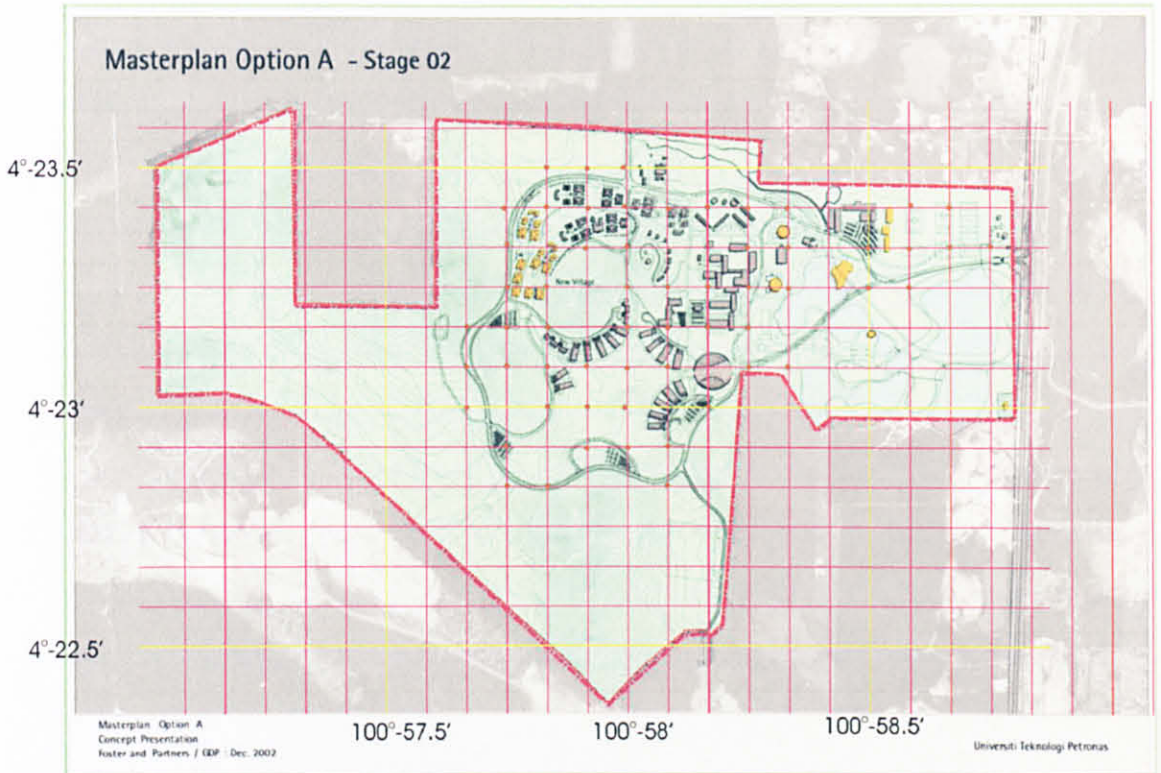 Masterplan Option A - Stage 02
4°-23.5′
New Village
4°-23′
4°-22.5′
100°-57.5′
100°-58′
100°-58.5′
Masterplan Option A
Concept Presentation
Foster and Partners / GDP : Dec. 2002
Universiti Teknologi Petronas